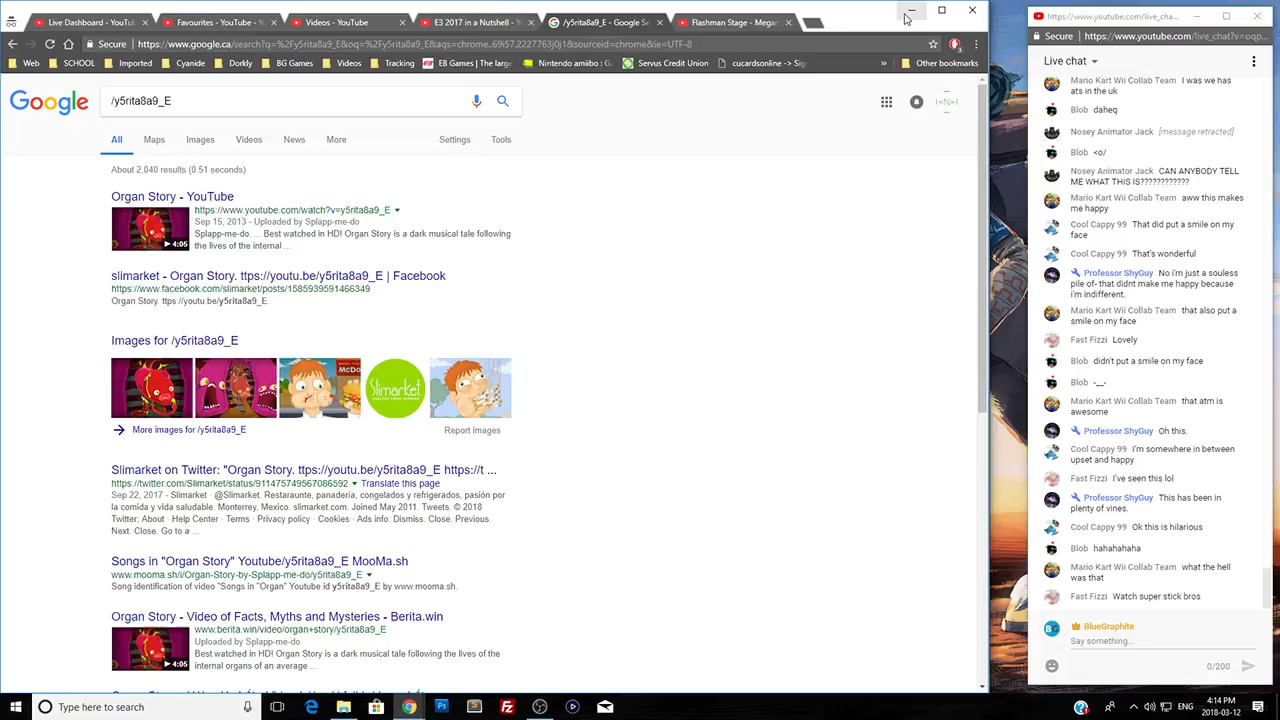 Live Dashboard - YouTube
Favourites - YouTube - Y
Videos - YouTube
E3 2017 in a Nutshell - Y
/y5rita8a9_E - Google Se
Flashman Stage - Megan
Secure
https://www.google.ca/search?q=%2Fy5rita8a9_E&oq=%2Fy5rita8a9_E&aqs=chrome..69i57.2227763j0j1&sourceid=chrome&ie=UTF-8
Web
SCHOOL
Imported
Cyanide
Dorkly
BG Games
Videos
Tracking
EB Games | The large
Nintendo amiibo : Ga
Servus Credit Union
cucardsonline -> Sign
»
Other bookmarks
Google
/y5rita8a9_E
<N>
All
Maps
Images
Videos
News
More
Settings
Tools
About 2,040 results (0.51 seconds)
Organ Story - YouTube
https://www.youtube.com/watch?v=y5rita8a9_E
Sep 15, 2013 - Uploaded by Splapp-me-do
Splapp-me-do. ... Best watched in HD! Organ Story is a dark musical tale following
the lives of the internal ...
4:05
slimarket - Organ Story. ttps://youtu.be/y5rita8a9_E | Facebook
https://www.facebook.com/slimarket/posts/1585939591466349
Organ Story. ttps://youtu.be/y5rita8a9_E.
Images for /y5rita8a9_E
McDo
Slimarket
More images for /y5rita8a9_E
Report images
Slimarket on Twitter: "Organ Story. ttps://youtu.be/y5rita8a9_E https://t ...
https://twitter.com/Slimarket/status/911475749567086592
Translate this page
Sep 22, 2017 - Slimarket · @Slimarket. Restaraunte, panadería, congelados y refrigerados, pasión por
la comida y vida saludable. Monterrey, Mexico. slimarket.com. Joined May 2011. Tweets. © 2018
Twitter; About · Help Center · Terms · Privacy policy · Cookies · Ads info. Dismiss. Close. Previous.
Next. Close. Go to a ...
Songs in "Organ Story" Youtube/y5rita8a9_E MooMa.sh
www.mooma.sh/i/Organ-Story-by-Splapp-me-do/y5rita8a9_E
Song identification of video "Songs in "Organ" Youtube id y5rita8a9_E by www.mooma.sh.
Organ Story - Video of Facts, Myths and Mysteries - Berita.win
www.berita.win/video/organ+story/y5rita8a9_E
Uploaded by Splapp-me-do
Best watched in HD! Organ Story is a dark musical tale following the lives of the
internal organs of an average ...
4:05
https://www.youtube.com/live_cha...
Secure
https://www.youtube.com/live_chat?v=oqp...
Live chat
Mario Kart Wii Collab Team I was we has
ats in the uk
Blob daheq
Nosey Animator Jack [message retracted]
Blob <o/
Nosey Animator Jack CAN ANYBODY TELL
ME WHAT THIS IS????????????
Mario Kart Wii Collab Team aww this makes
me happy
Cool Cappy 99 That did put a smile on my
face
Cool Cappy 99 That's wonderful
Professor ShyGuy No i'm just a souless
pile of- that didnt make me happy because
i'm indifferent.
Mario Kart Wii Collab Team that also put a
smile on my face
Fast Fizzi Lovely
Blob didn't put a smile on my face
Blob -__-
Mario Kart Wii Collab Team that atm is
awesome
Professor ShyGuy Oh this.
Cool Cappy 99 I'm somewhere in between
upset and happy
Fast Fizzi I've seen this lol
Professor ShyGuy This has been in
plenty of vines.
Cool Cappy 99 Ok this is hilarious
Blob hahahahaha
Mario Kart Wii Collab Team what the hell
was that
Fast Fizzi Watch super stick bros
BG
BlueGraphite
Say something...
0/200
Type here to search
ENG
4:14 PM
2018-03-12